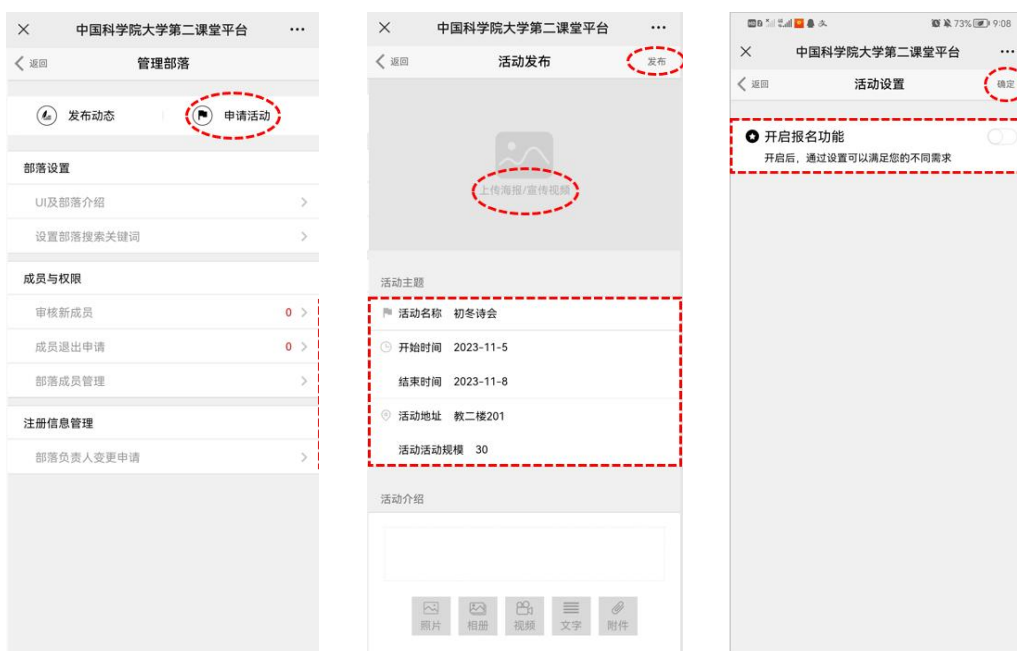 中国科学院大学第二课堂平台
返回
管理部落
发布动态
申请活动
部落设置
UI及部落介绍
设置部落搜索关键词
成员与权限
审核新成员
0
成员退出申请
0
部落成员管理
注册信息管理
部落负责人变更申请
中国科学院大学第二课堂平台
返回
活动发布
发布
上传海报/宣传视频
活动主题
活动名称 初冬诗会
开始时间 2023-11-5
结束时间 2023-11-8
活动地址 教二楼201
活动活动规模 30
活动介绍
照片
相册
视频
文字
附件
73%
9:08
中国科学院大学第二课堂平台
返回
活动设置
确定
开启报名功能
开启后，通过设置可以满足您的不同需求